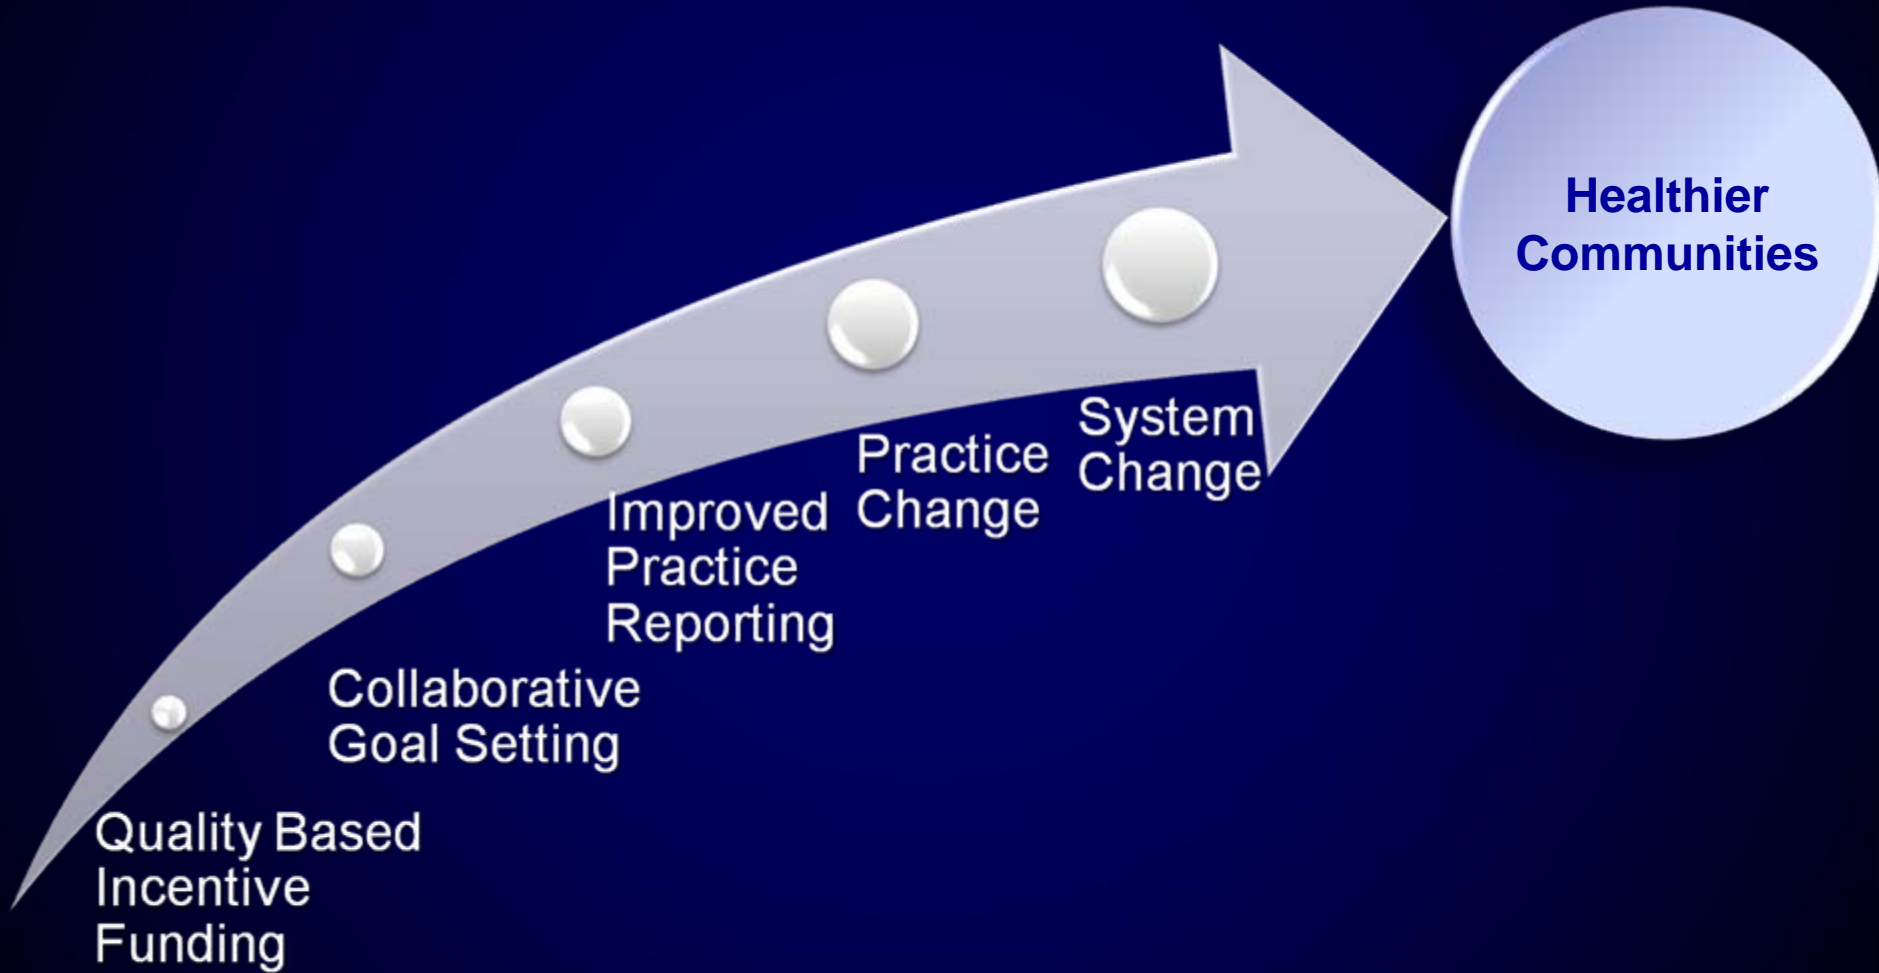 Healthier
Communities
System
Change
Practice
Change
Improved
Practice
Reporting
Collaborative
Goal Setting
Quality Based
Incentive
Funding